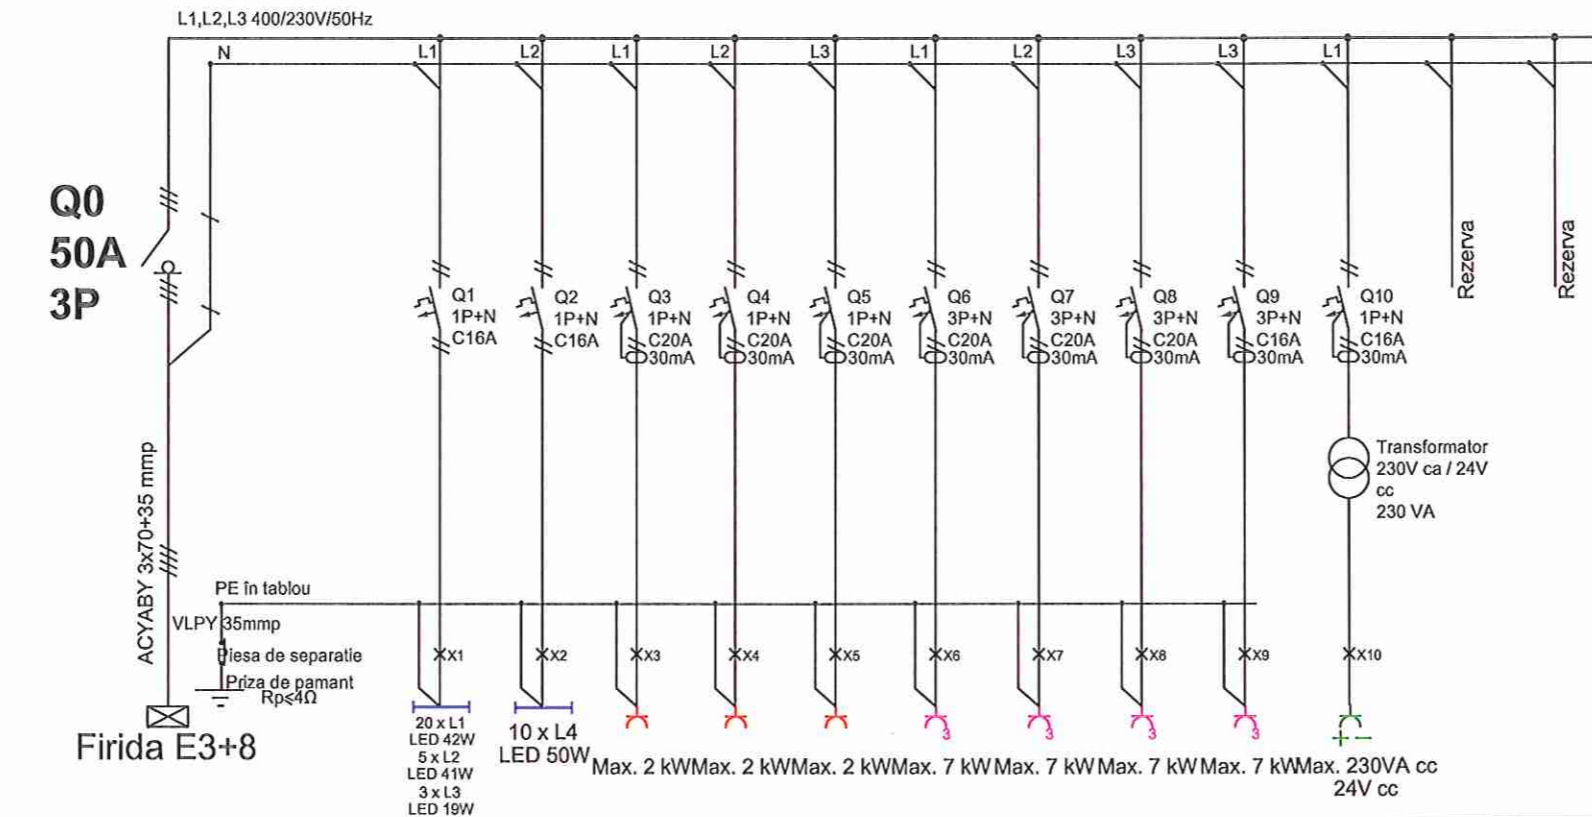 L1,L2,L3 400/230V/50Hz
N
L1
L2
L1
L2
L3
L1
L2
L3
L3
L1
Q0
50A
3P
Q1
1P+N
C16A
Q2
1P+N
C16A
Q3
1P+N
C20A
30mA
Q4
1P+N
C20A
30mA
Q5
1P+N
C20A
30mA
Q6
3P+N
C20A
30mA
Q7
3P+N
C20A
30mA
Q8
3P+N
C20A
30mA
Q9
3P+N
C16A
30mA
Q10
1P+N
C16A
30mA
Rezerva
Rezerva
Transformator
230V ca / 24V
cc
230 VA
ACYABY 3x70+35 mmp
PE în tablou
VLPY 35mmp
Piesa de separatie
Priza de pamant
Rp≤4Ω
Firida E3+8
X1
X2
X3
X4
X5
X6
X7
X8
X9
X10
20 x L1
LED 42W
5 x L2
LED 41W
3 x L3
LED 19W
10 x L4
LED 50W
Max. 2 kW
Max. 2 kW
Max. 2 kW
3
Max. 7 kW
3
Max. 7 kW
3
Max. 7 kW
3
Max. 7 kW
+ -
Max. 230VA cc
24V cc